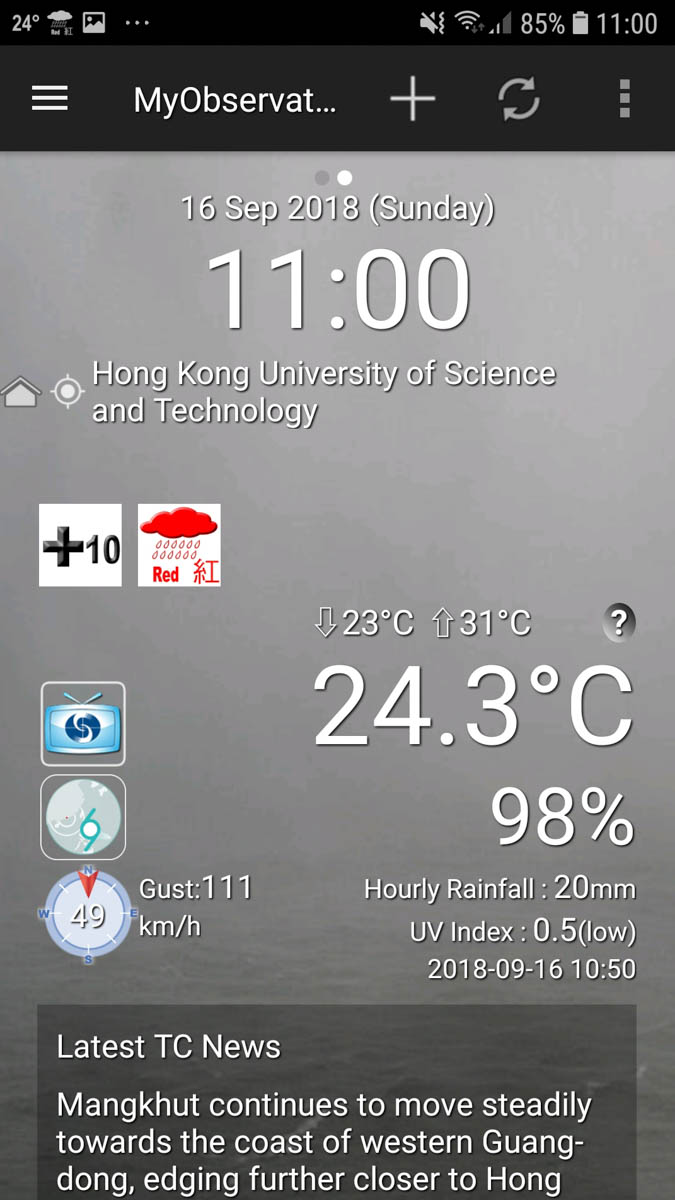 24° Red 紅 85% 11:00
MyObservat...
16 Sep 2018 (Sunday)
11:00
Hong Kong University of Science
and Technology
+10 Red 紅
23°C 31°C ?
24.3°C
98%
N
W 49 E
S
Gust:111
km/h
Hourly Rainfall : 20mm
UV Index : 0.5(low)
2018-09-16 10:50
Latest TC News
Mangkhut continues to move steadily
towards the coast of western Guang-
dong, edging further closer to Hong